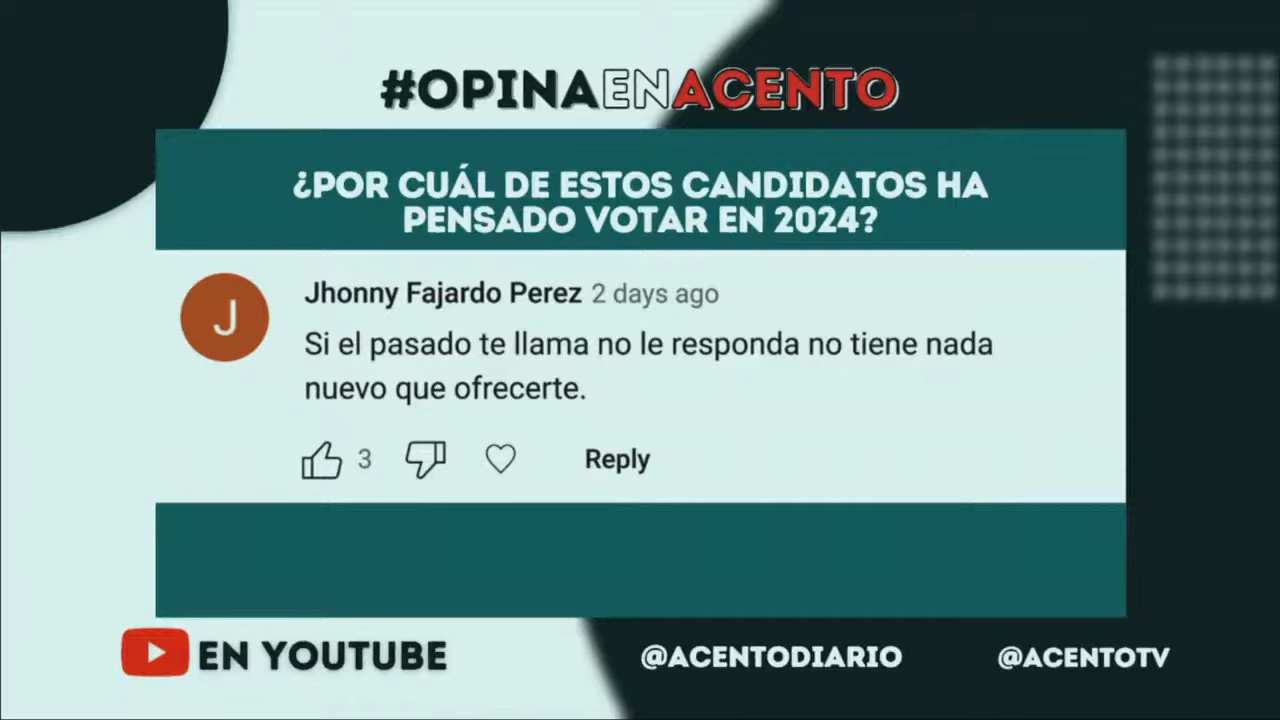 #OPINAENACENTO
¿POR CUÁL DE ESTOS CANDIDATOS HA
PENSADO VOTAR EN 2024?
J
Jhonny Fajardo Perez 2 days ago
Si el pasado te llama no le responda no tiene nada
nuevo que ofrecerte.
3
Reply
EN YOUTUBE
@ACENTODIARIO
@ACENTOTV